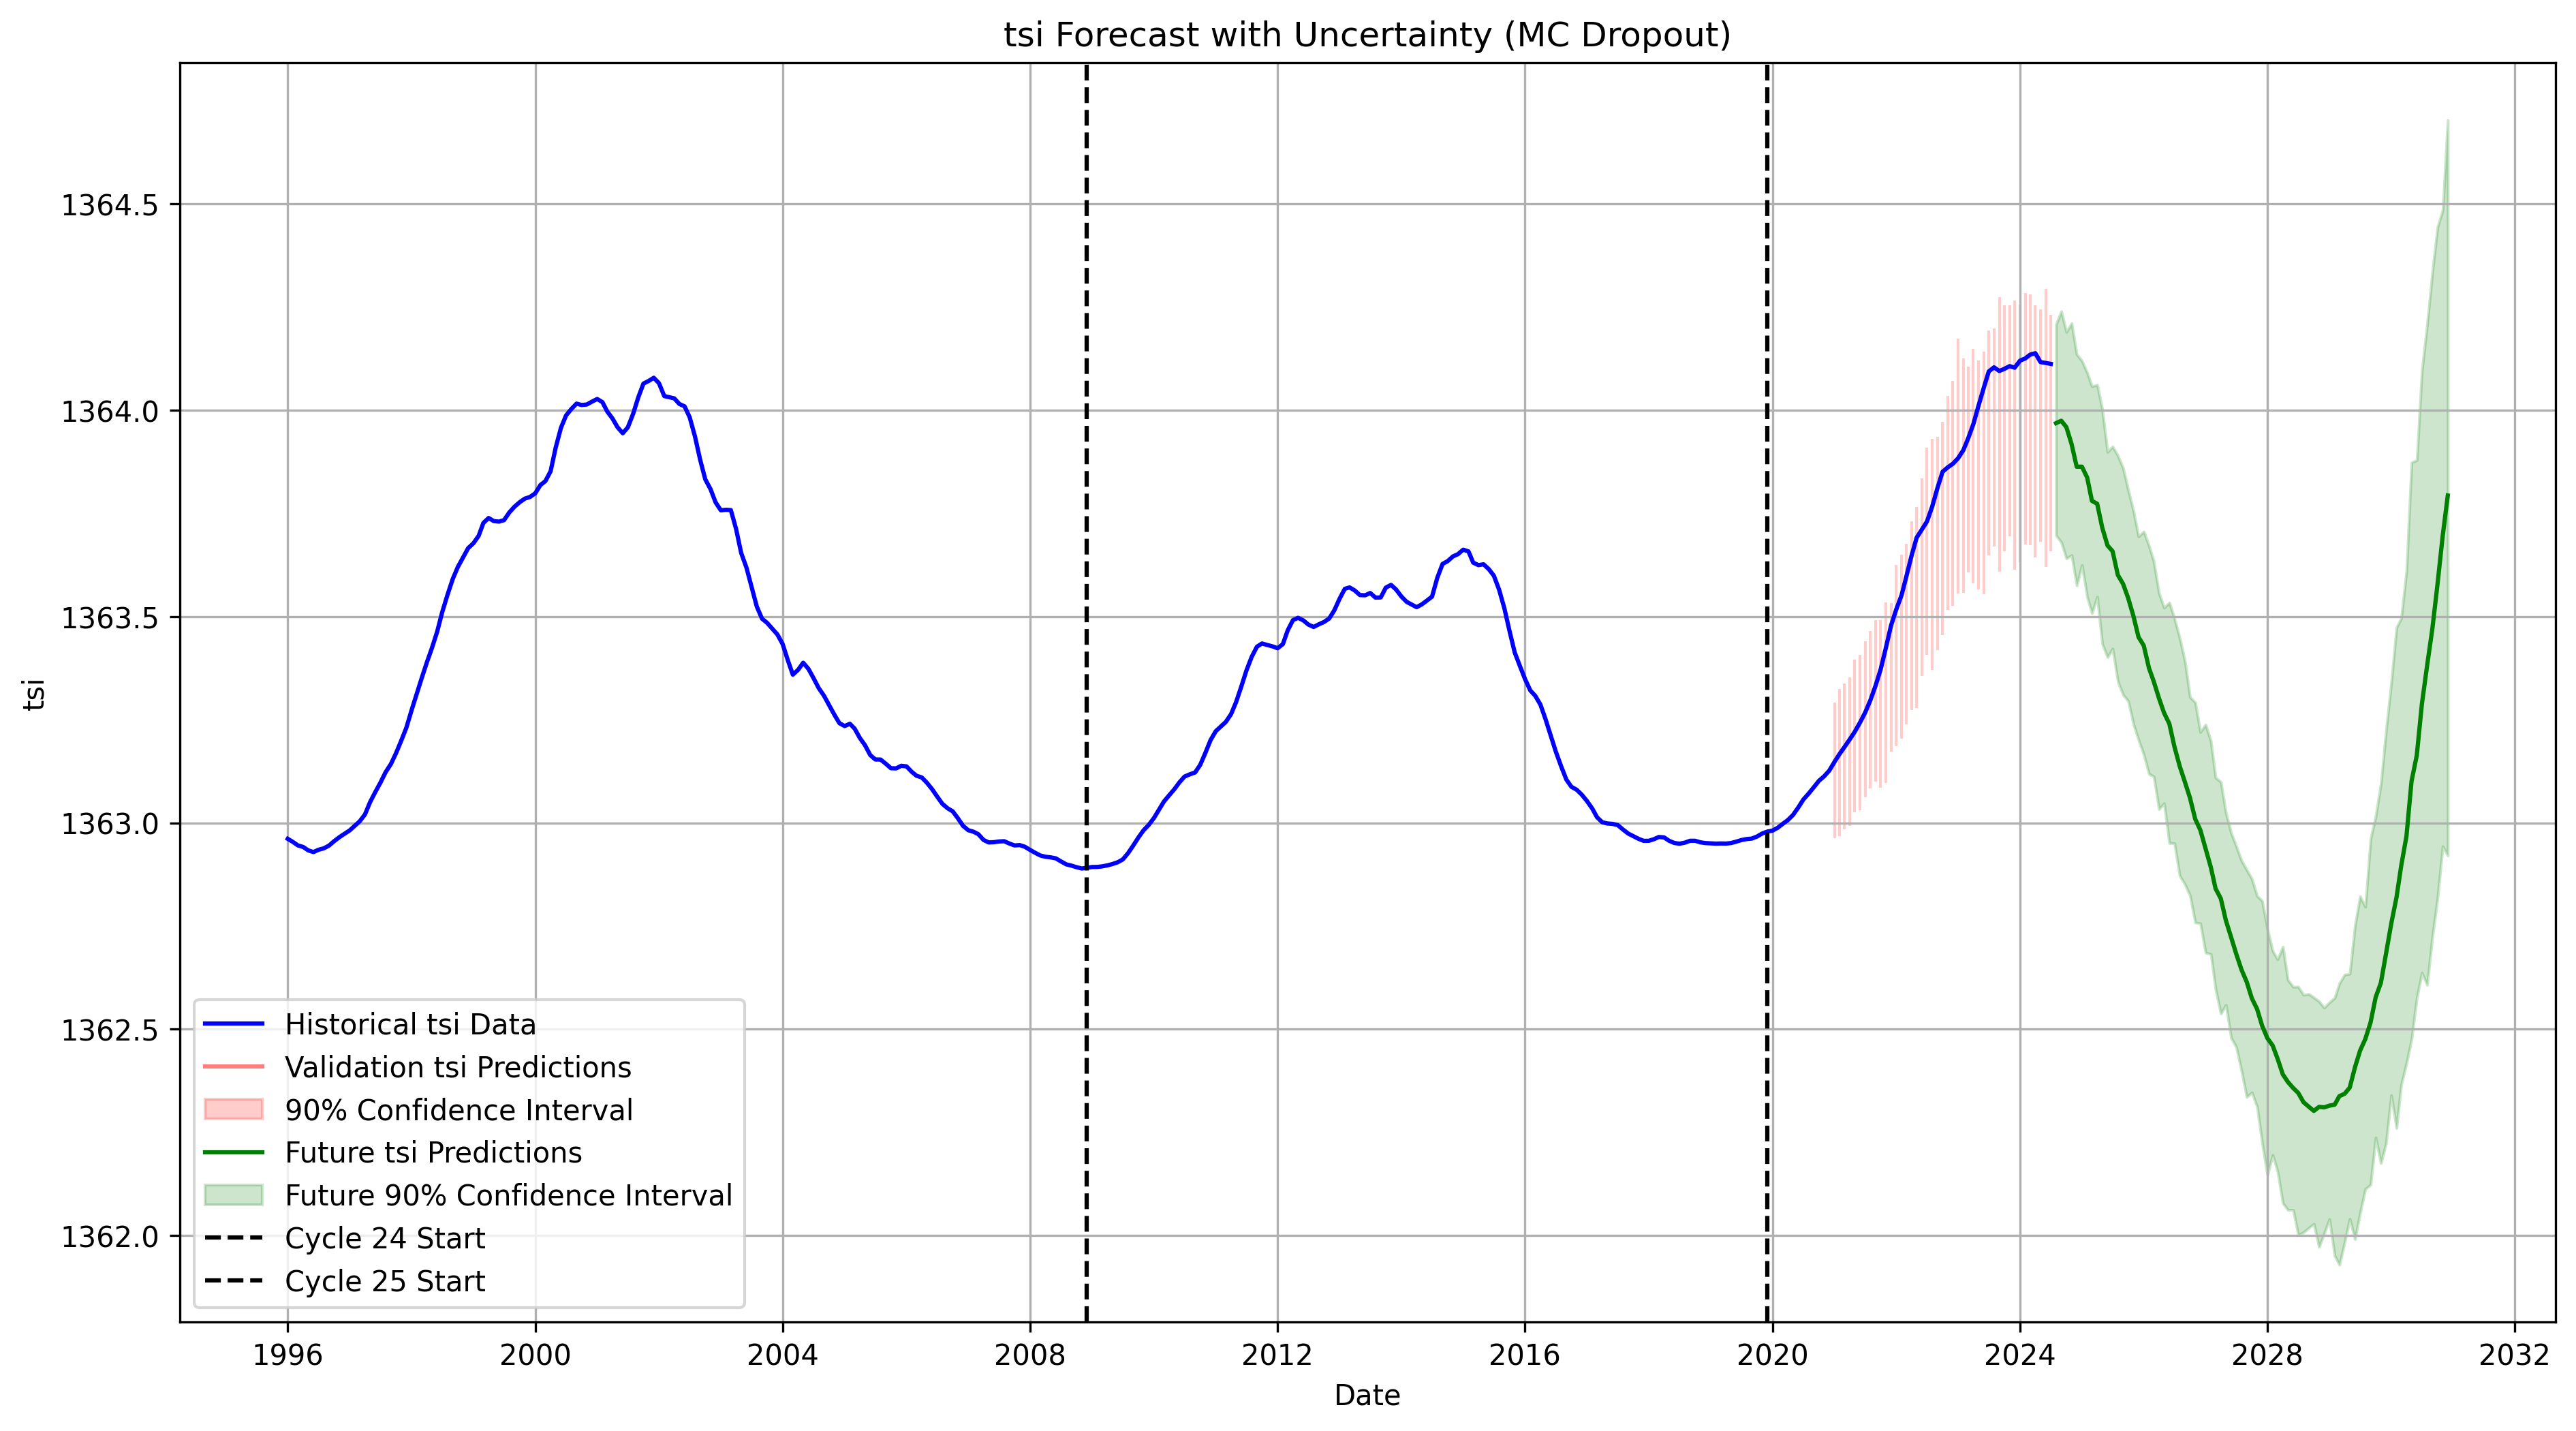 tsi Forecast with Uncertainty (MC Dropout)
1364.5
1364.0
1363.5
1363.0
1362.5
1362.0
tsi
Historical tsi Data
Validation tsi Predictions
90% Confidence Interval
Future tsi Predictions
Future 90% Confidence Interval
Cycle 24 Start
Cycle 25 Start
1996 2000 2004 2008 2012 2016 2020 2024 2028 2032
Date